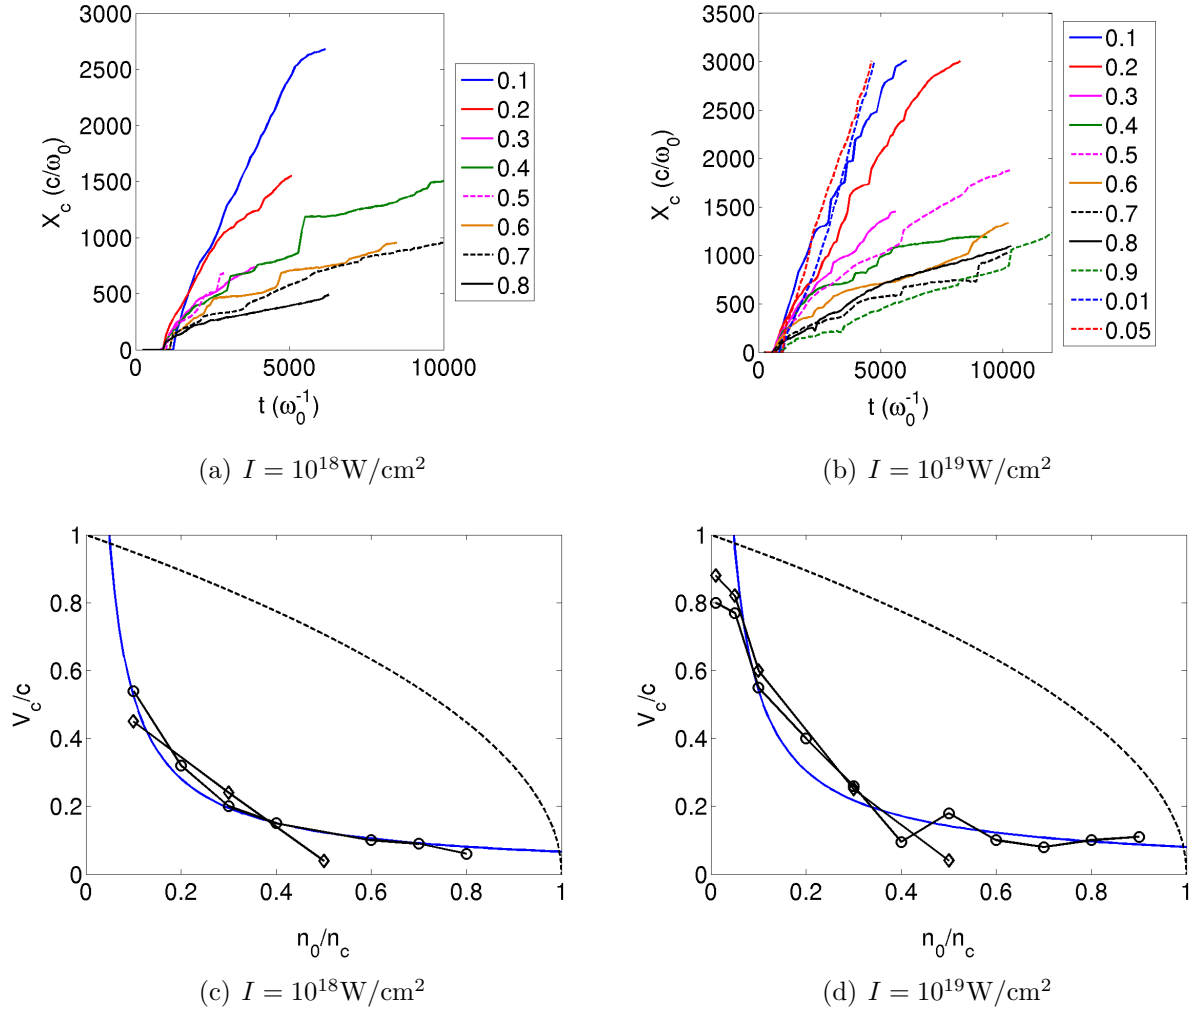 3000
2500
2000
1500
1000
500
0
X_c (c/ω_0)
0 5000 10000
t (ω_0^-1)
0.1
0.2
0.3
0.4
0.5
0.6
0.7
0.8
(a) I = 10^18 W/cm^2
3500
3000
2500
2000
1500
1000
500
0
X_c (c/ω_0)
0 5000 10000
t (ω_0^-1)
0.1
0.2
0.3
0.4
0.5
0.6
0.7
0.8
0.9
0.01
0.05
(b) I = 10^19 W/cm^2
1
0.8
0.6
0.4
0.2
0
V_c/c
0 0.2 0.4 0.6 0.8 1
n_0/n_c
(c) I = 10^18 W/cm^2
1
0.8
0.6
0.4
0.2
0
V_c/c
0 0.2 0.4 0.6 0.8 1
n_0/n_c
(d) I = 10^19 W/cm^2